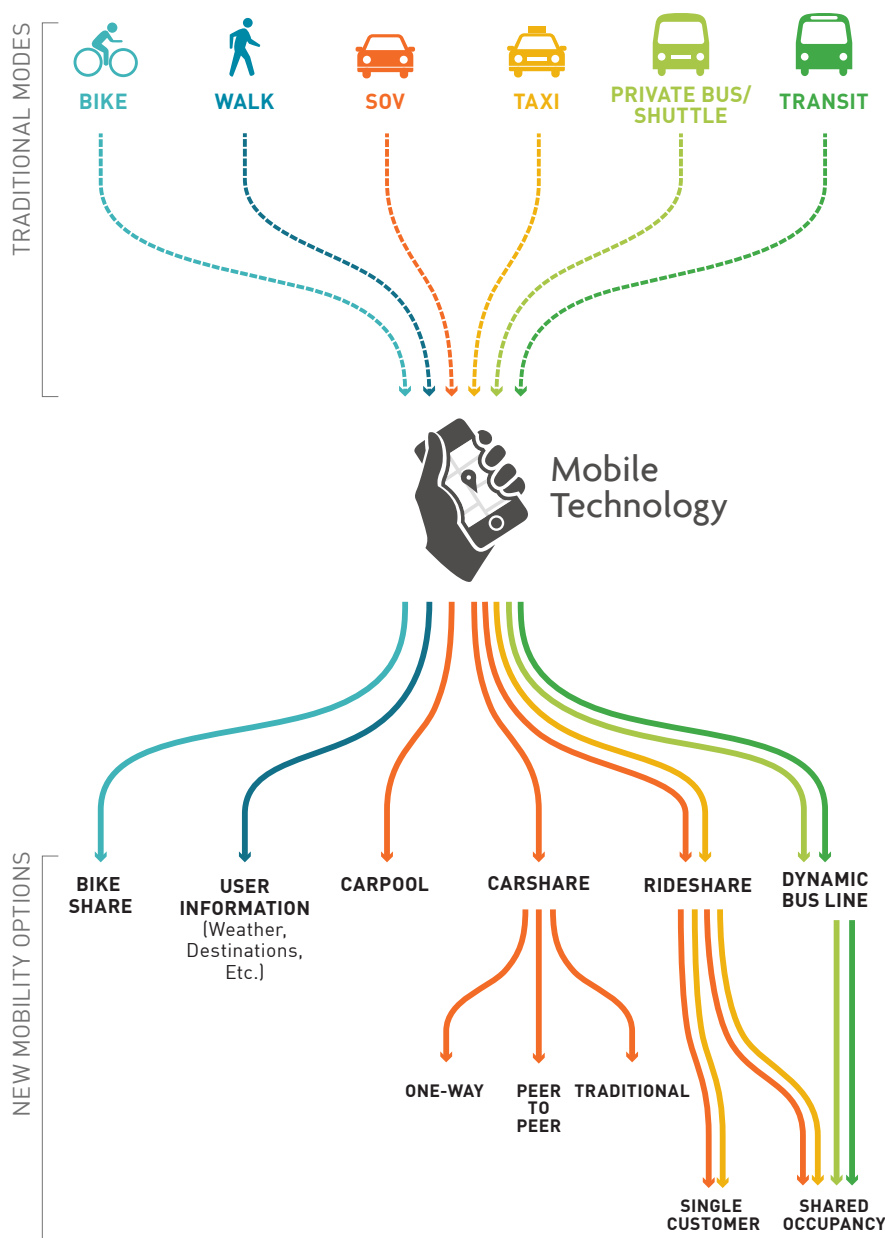 TRADITIONAL MODES
BIKE
WALK
SOV
TAXI
PRIVATE BUS/
SHUTTLE
TRANSIT
Mobile
Technology
NEW MOBILITY OPTIONS
BIKE
SHARE
USER
INFORMATION
(Weather,
Destinations,
Etc.)
CARPOOL
CARSHARE
RIDESHARE
DYNAMIC
BUS LINE
ONE-WAY
PEER
TO
PEER
TRADITIONAL
SINGLE
CUSTOMER
SHARED
OCCUPANCY